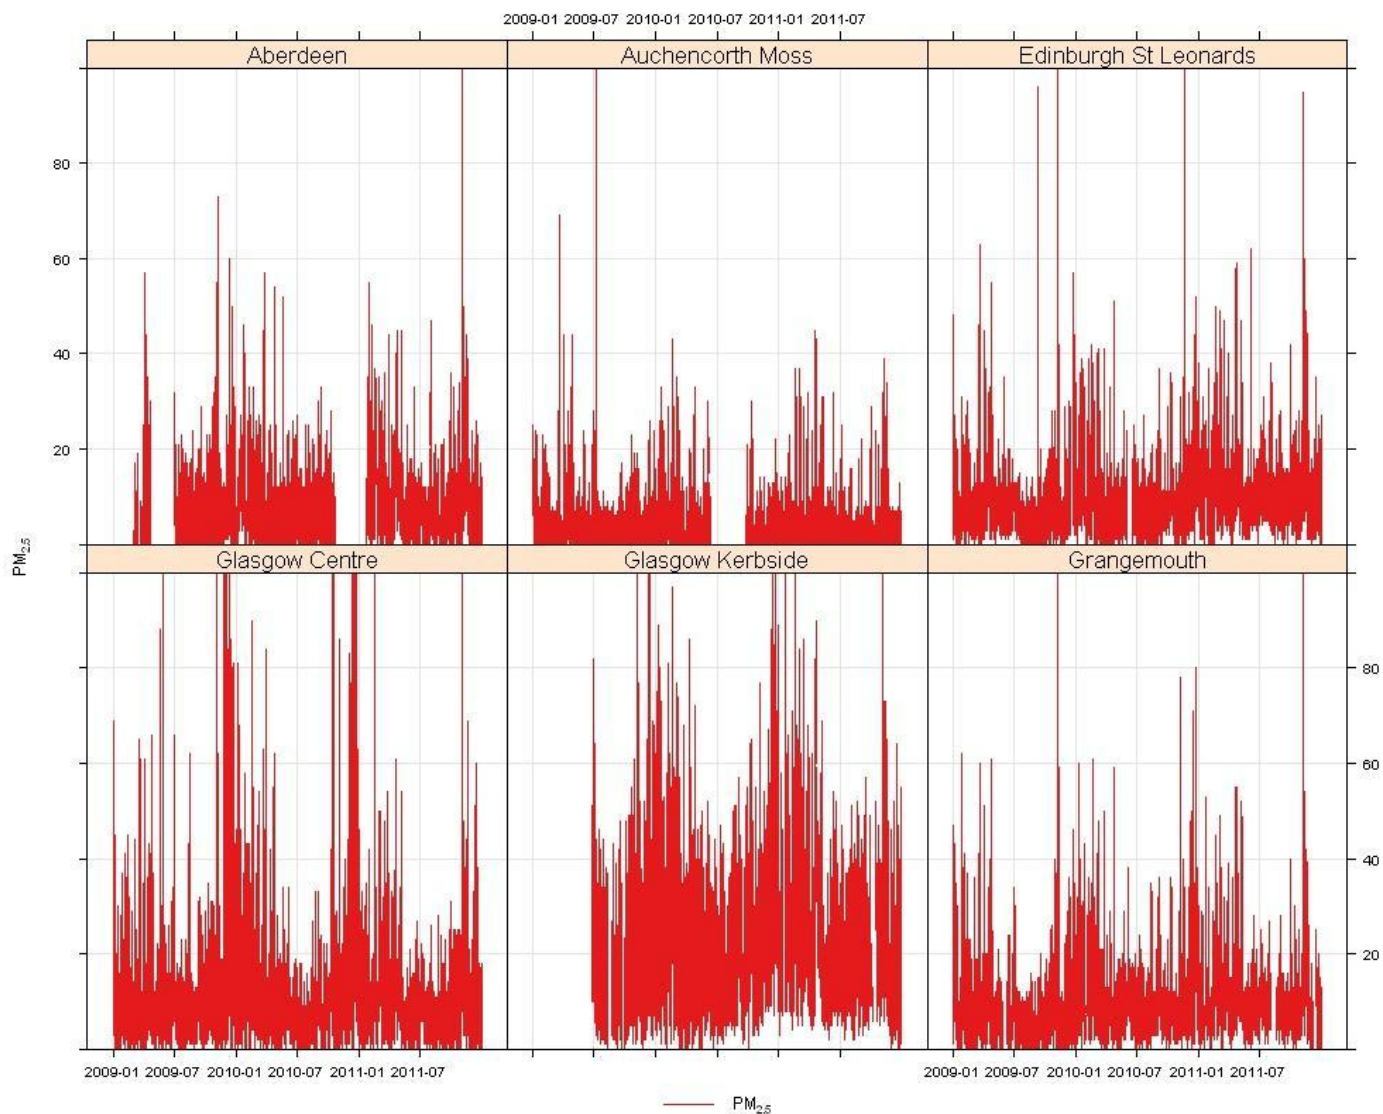 2009-01 2009-07 2010-01 2010-07 2011-01 2011-07
Aberdeen Auchencorth Moss Edinburgh St Leonards
80
60
40
20
PM2.5
Glasgow Centre Glasgow Kerbside Grangemouth
80
60
40
20
2009-01 2009-07 2010-01 2010-07 2011-01 2011-07 2009-01 2009-07 2010-01 2010-07 2011-01 2011-07
PM2.5